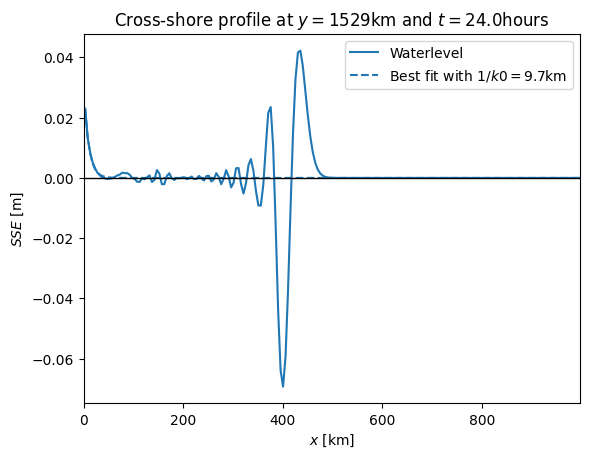 Cross-shore profile at y = 1529km and t = 24.0hours
Waterlevel
Best fit with 1/k0 = 9.7km
SSE [m]
0.04
0.02
0.00
−0.02
−0.04
−0.06
0 200 400 600 800
x [km]